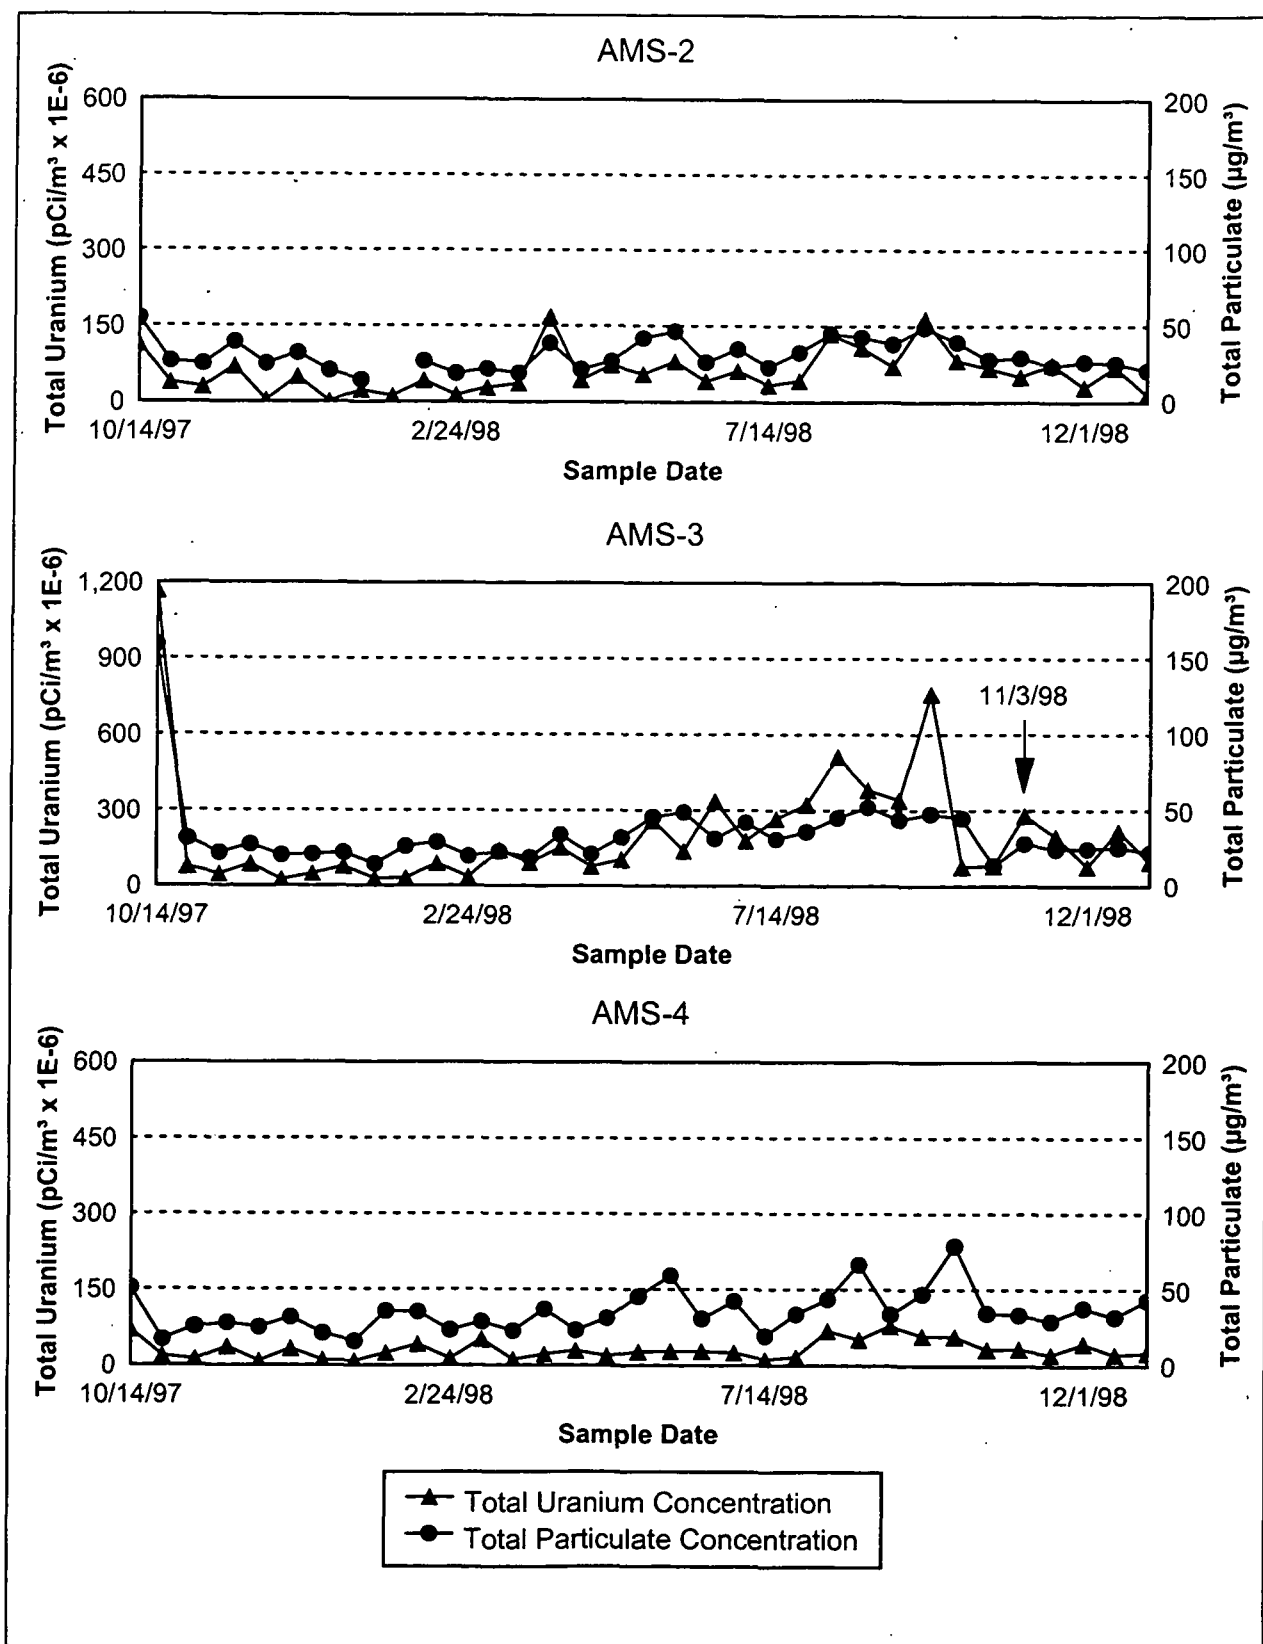 AMS-2
Total Uranium (pCi/m³ x 1E-6)
600
450
300
150
0
200
150
100
50
0
Total Particulate (µg/m³)
10/14/97 2/24/98 7/14/98 12/1/98
Sample Date
AMS-3
Total Uranium (pCi/m³ x 1E-6)
1,200
900
600
300
0
11/3/98
200
150
100
50
0
Total Particulate (µg/m³)
10/14/97 2/24/98 7/14/98 12/1/98
Sample Date
AMS-4
Total Uranium (pCi/m³ x 1E-6)
600
450
300
150
0
200
150
100
50
0
Total Particulate (µg/m³)
10/14/97 2/24/98 7/14/98 12/1/98
Sample Date
Total Uranium Concentration
Total Particulate Concentration